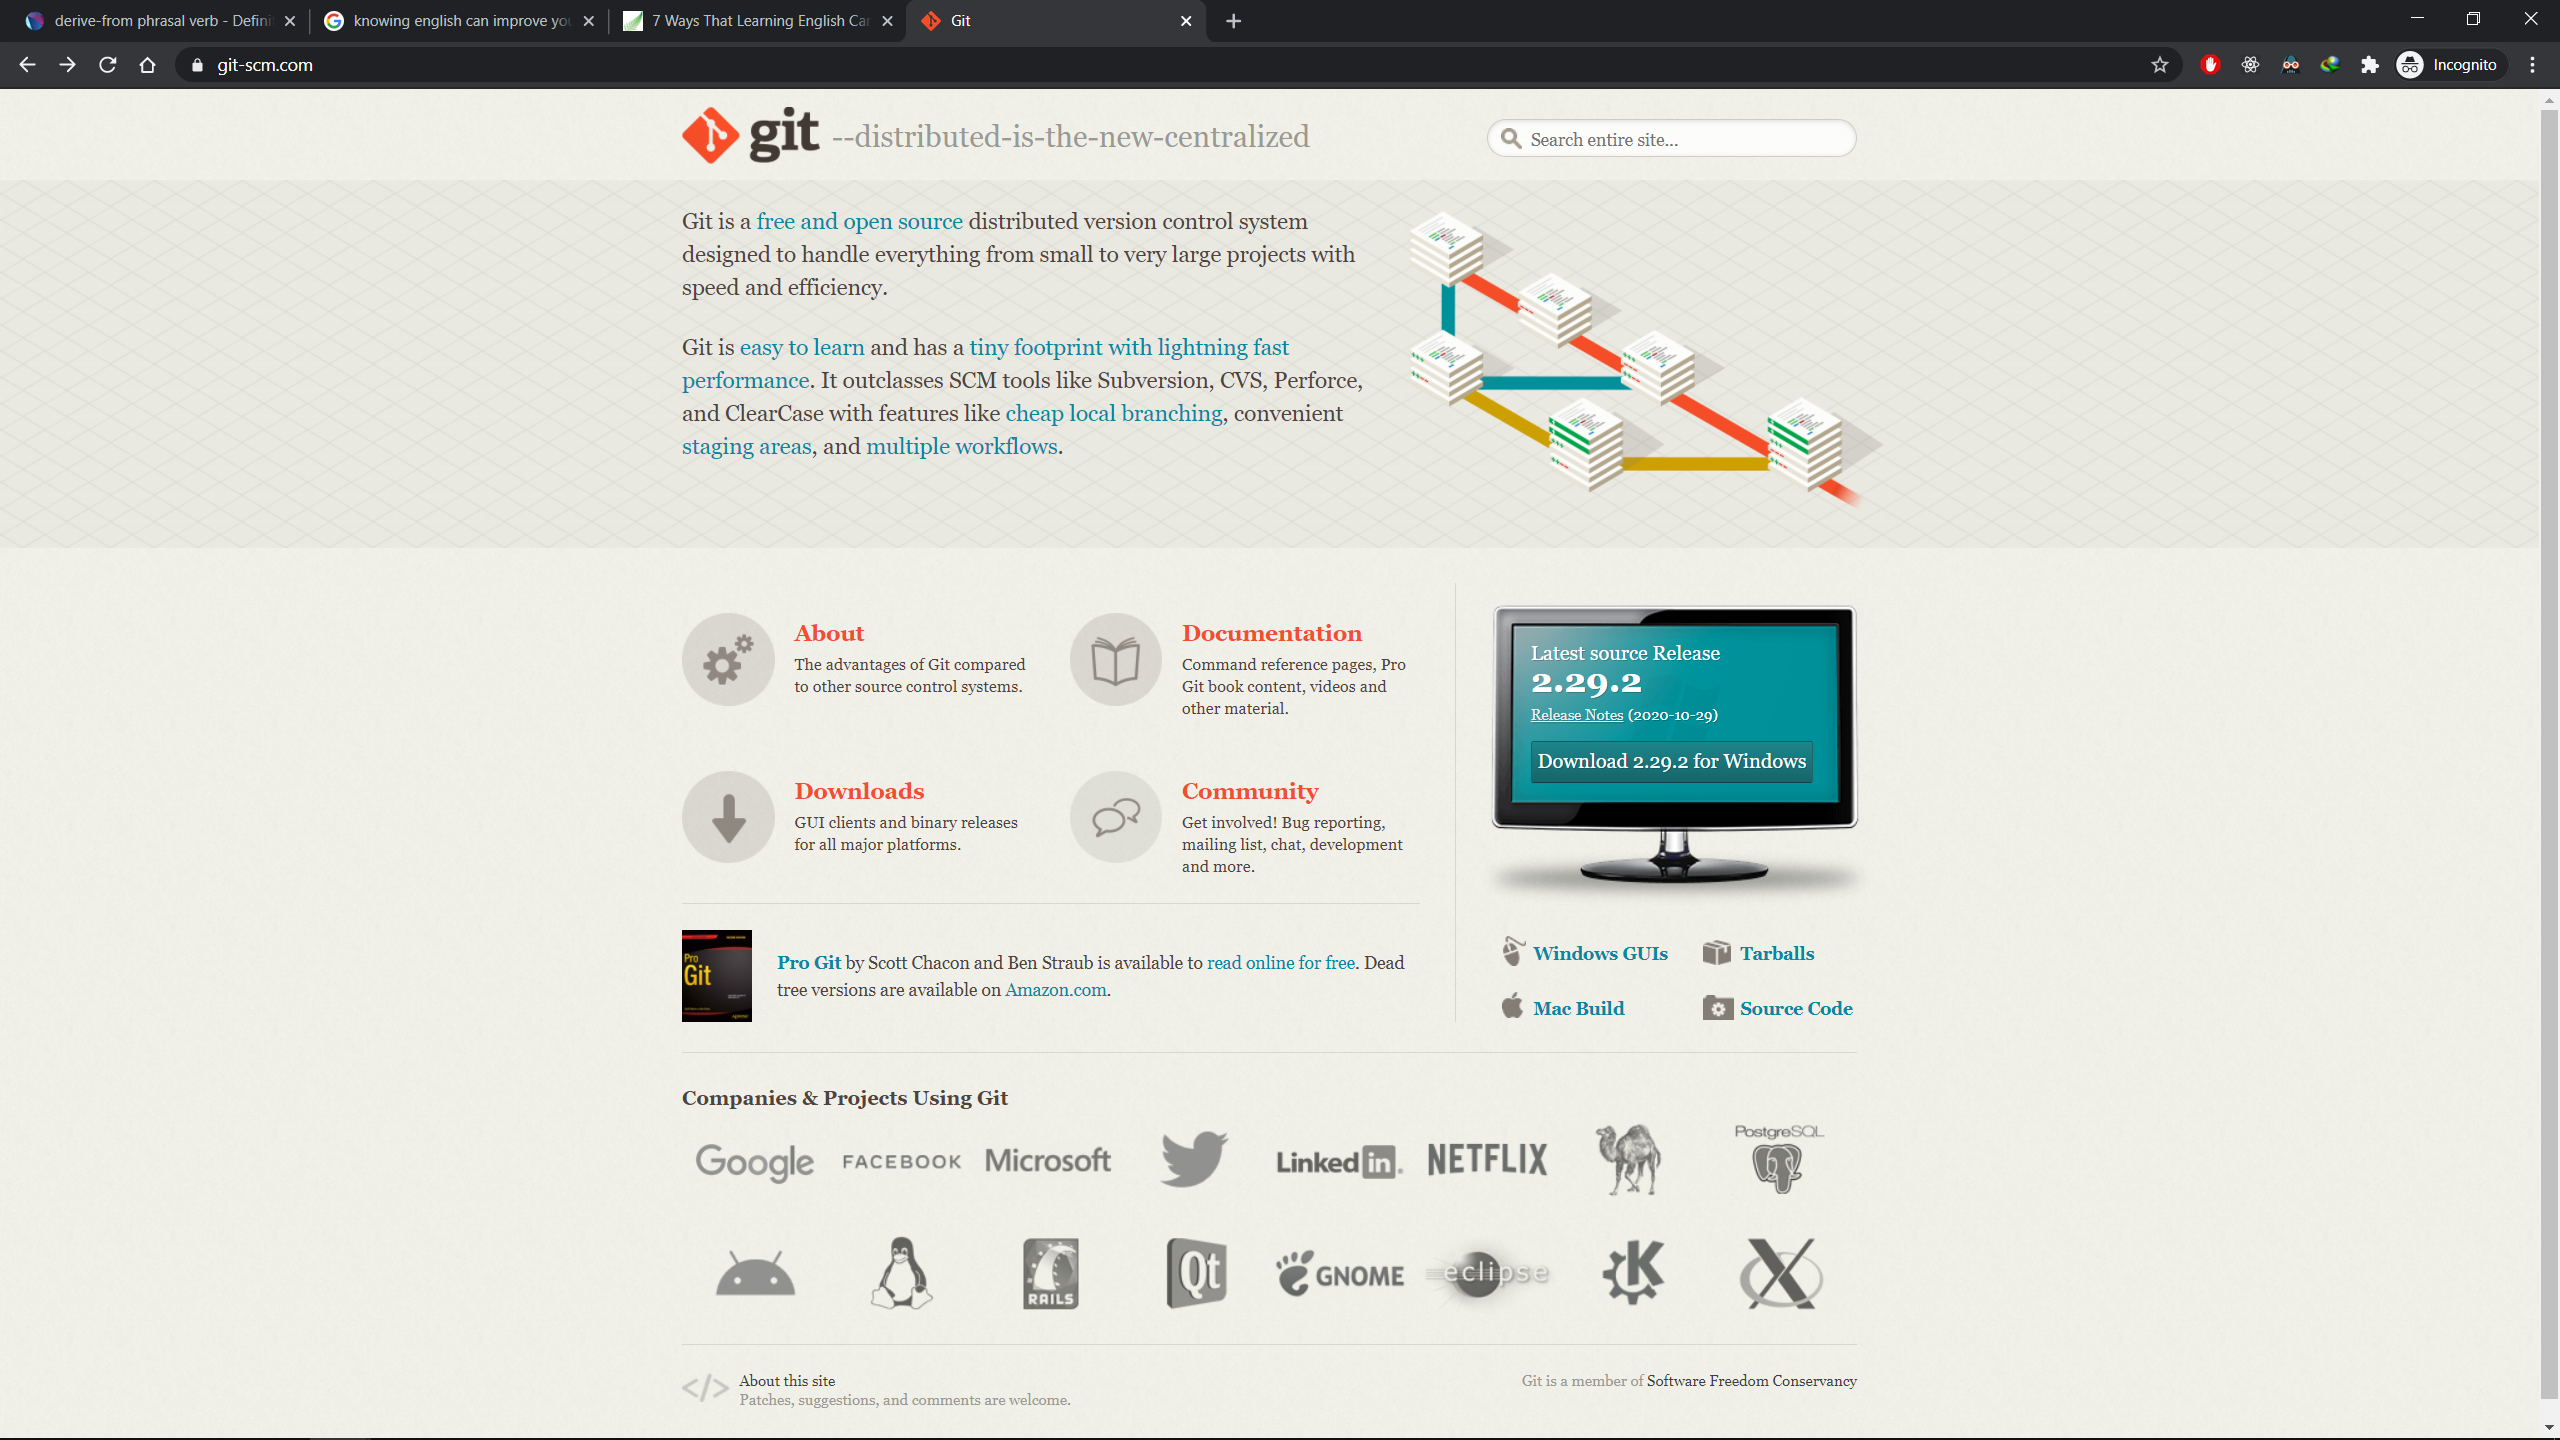 derive-from phrasal verb - Defini
knowing english can improve you
7 Ways That Learning English Can
Git
git-scm.com
Incognito
git --distributed-is-the-new-centralized
Search entire site...
Git is a free and open source distributed version control system
designed to handle everything from small to very large projects with
speed and efficiency.
Git is easy to learn and has a tiny footprint with lightning fast
performance. It outclasses SCM tools like Subversion, CVS, Perforce,
and ClearCase with features like cheap local branching, convenient
staging areas, and multiple workflows.
About
The advantages of Git compared
to other source control systems.
Documentation
Command reference pages, Pro
Git book content, videos and
other material.
Downloads
GUI clients and binary releases
for all major platforms.
Community
Get involved! Bug reporting,
mailing list, chat, development
and more.
Latest source Release
2.29.2
Release Notes (2020-10-29)
Download 2.29.2 for Windows
Pro
Git
Pro Git by Scott Chacon and Ben Straub is available to read online for free. Dead
tree versions are available on Amazon.com.
Windows GUIs
Tarballs
Mac Build
Source Code
Companies & Projects Using Git
Google
FACEBOOK
Microsoft
Linked in
NETFLIX
PostgreSQL
RAILS
Qt
GNOME
eclipse
K
X
</> About this site
Patches, suggestions, and comments are welcome.
Git is a member of Software Freedom Conservancy